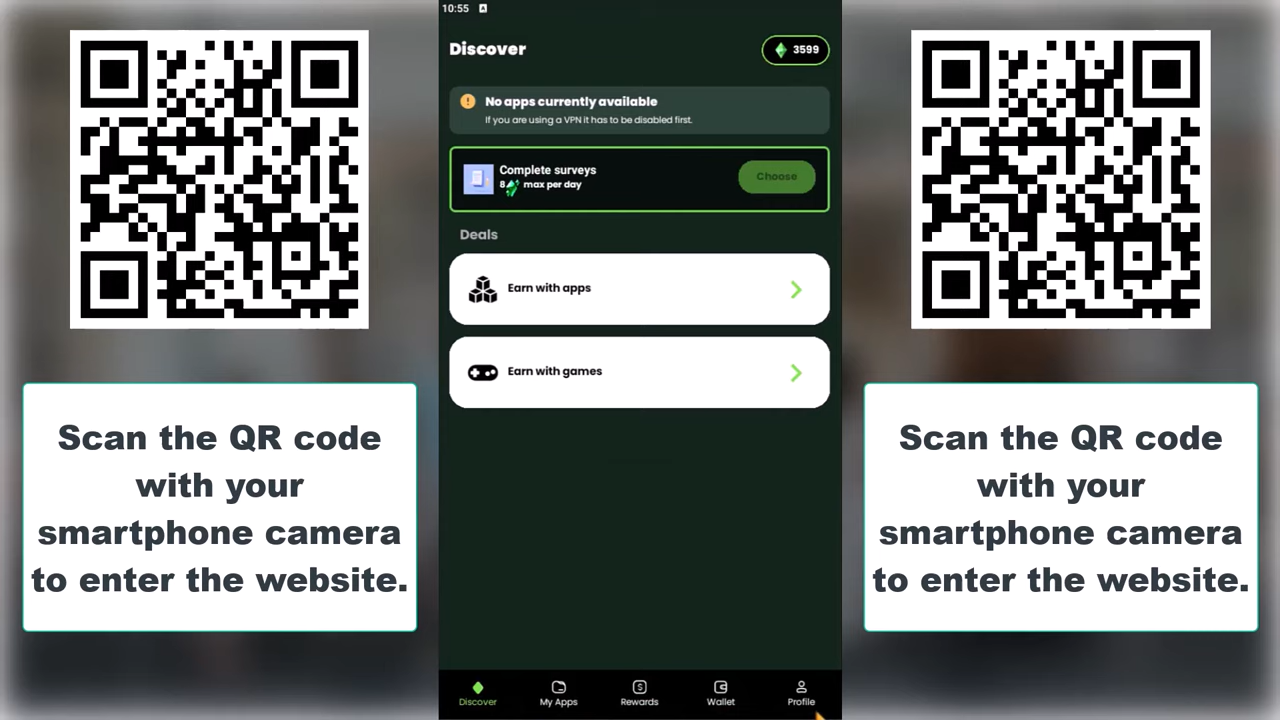 Scan the QR code
with your
smartphone camera
to enter the website.
10:55
Discover
3599
No apps currently available
If you are using a VPN it has to be disabled first.
Complete surveys
max per day
Choose
Deals
Earn with apps
Earn with games
Discover
My Apps
Rewards
Wallet
Profile
Scan the QR code
with your
smartphone camera
to enter the website.